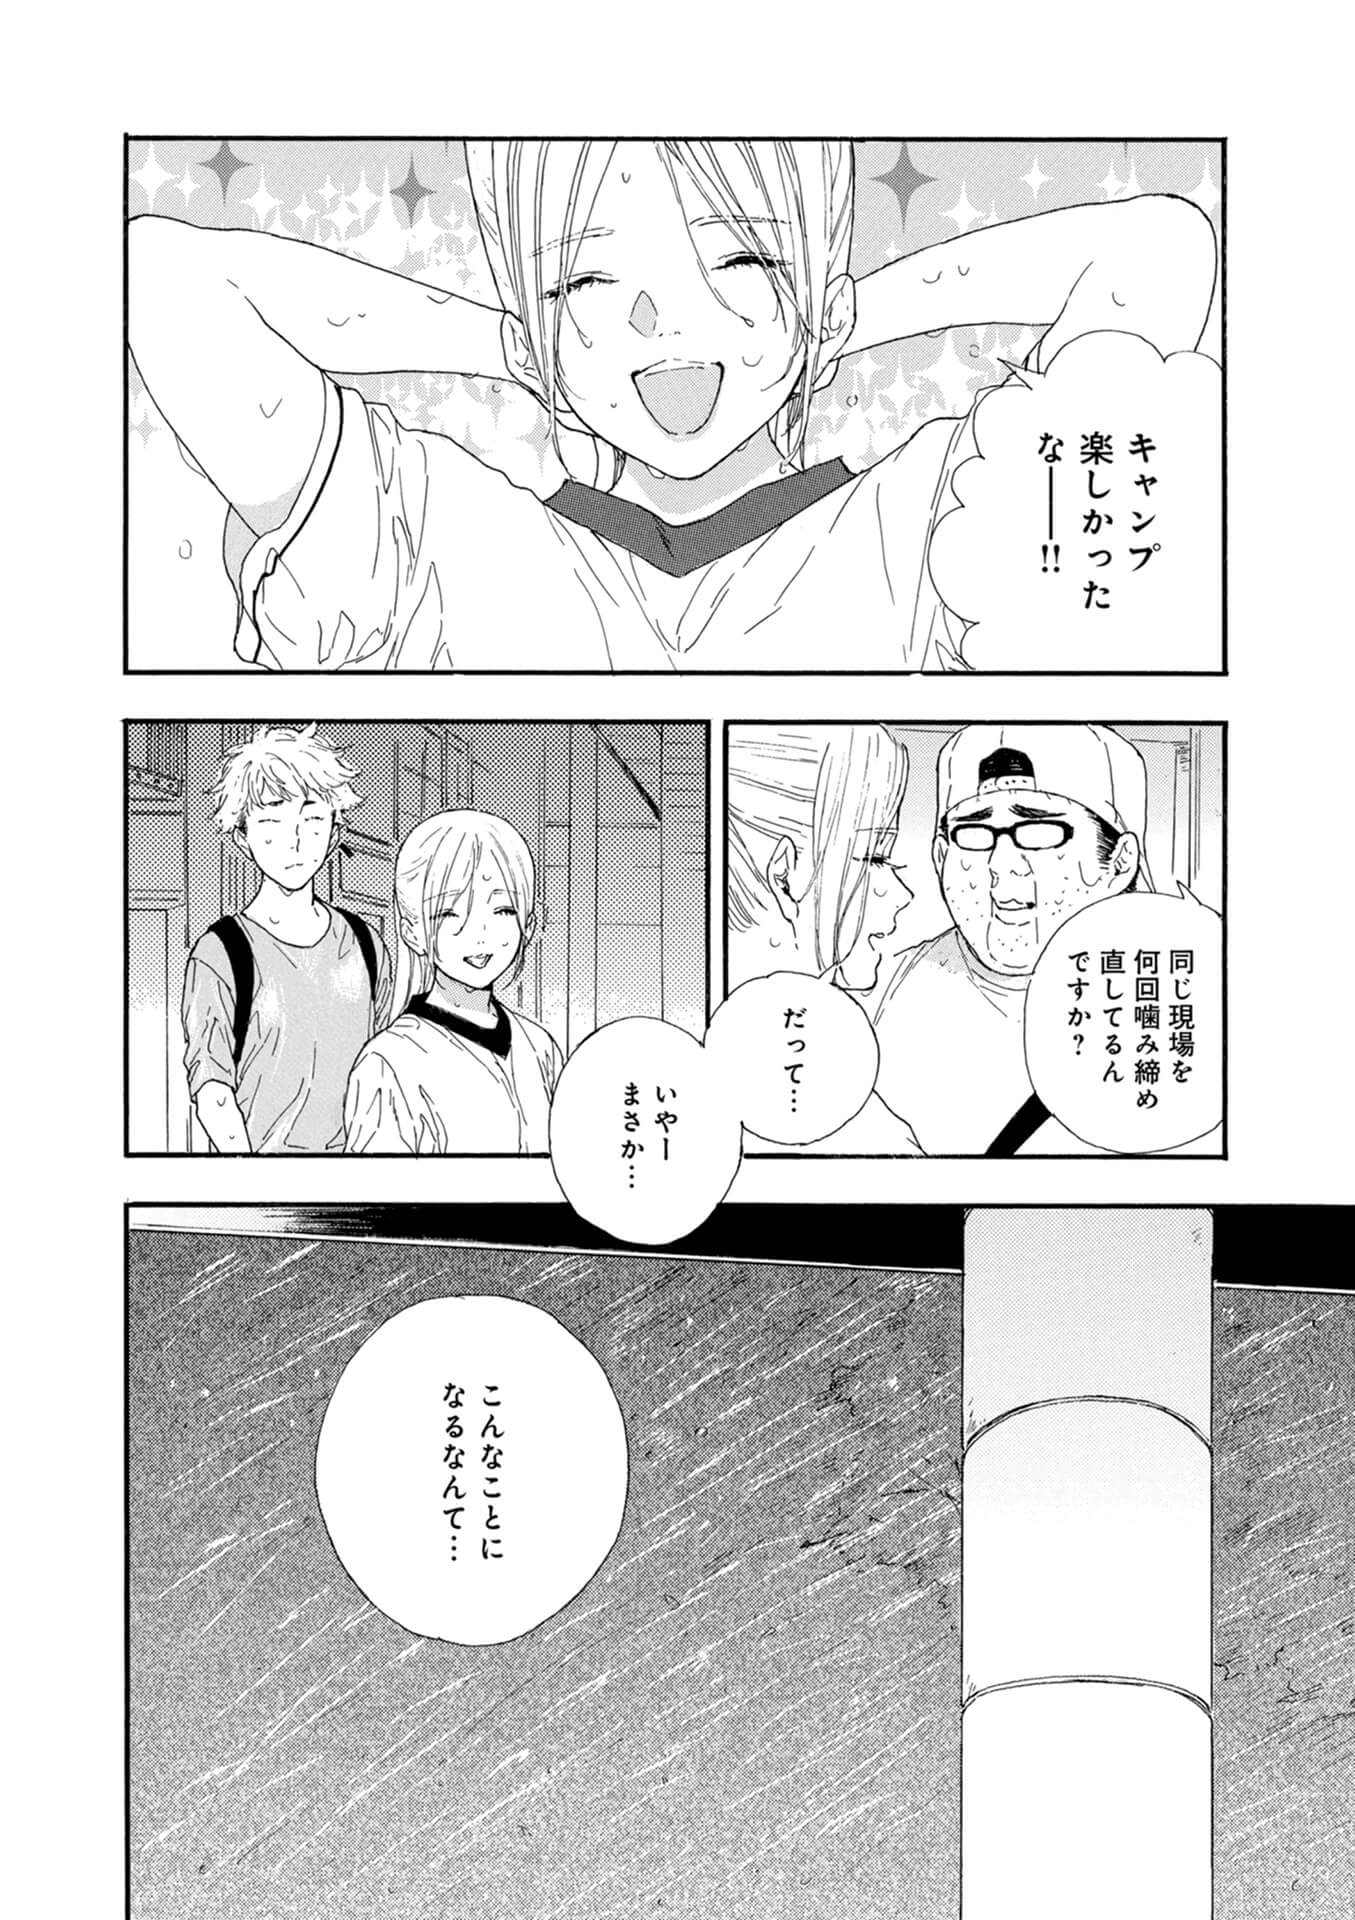 キャンプ
楽しかった
なー!!
同じ現場を
何回噛み締め
直してるん
ですか?
だって…
いやー
まさか…
こんなことに
なるなんて…